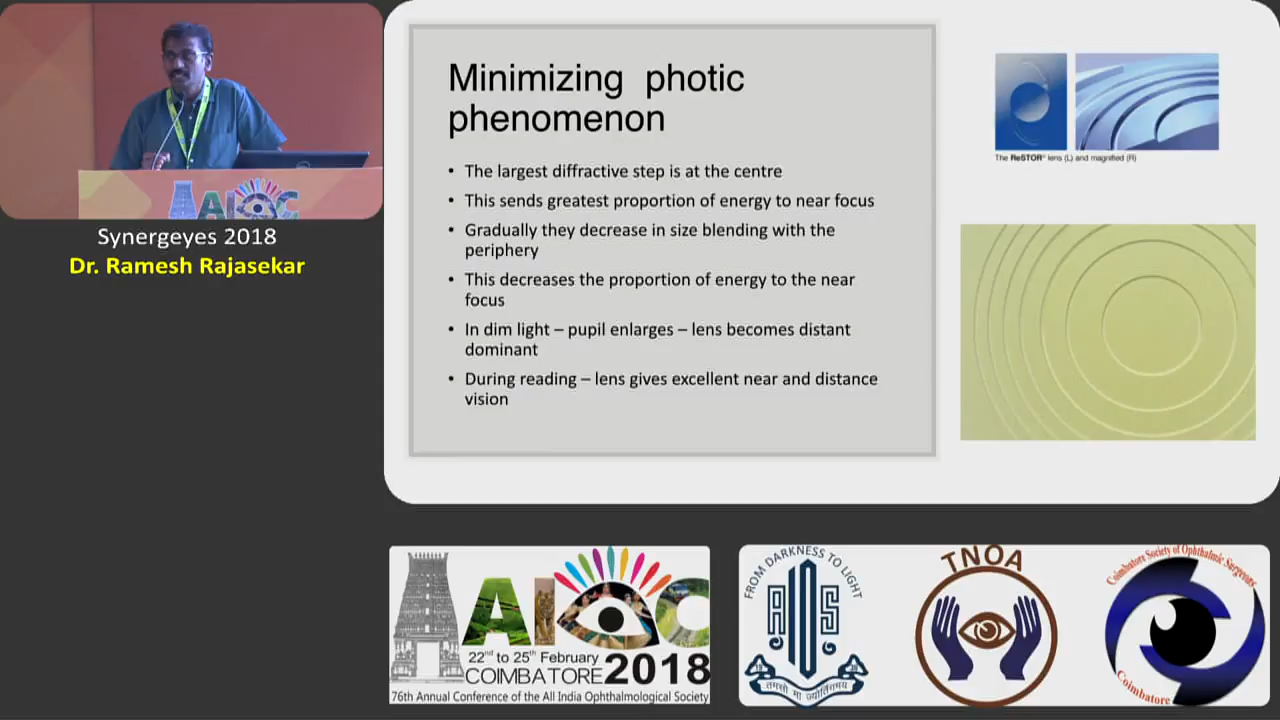 AIOC
Synergeyes 2018
Dr. Ramesh Rajasekar
Minimizing photic
phenomenon
• The largest diffractive step is at the centre
• This sends greatest proportion of energy to near focus
• Gradually they decrease in size blending with the
periphery
• This decreases the proportion of energy to the near
focus
• In dim light – pupil enlarges – lens becomes distant
dominant
• During reading – lens gives excellent near and distance
vision
The ReSTOR® lens (L) and magnified (R)
AIOC
22nd to 25th February
COIMBATORE 2018
76th Annual Conference of the All India Ophthalmological Society
FROM DARKNESS TO LIGHT
AIOS
तमसो मा ज्योतिर्गमय
TNOA
Coimbatore Society of Ophthalmic Surgeons
Coimbatore